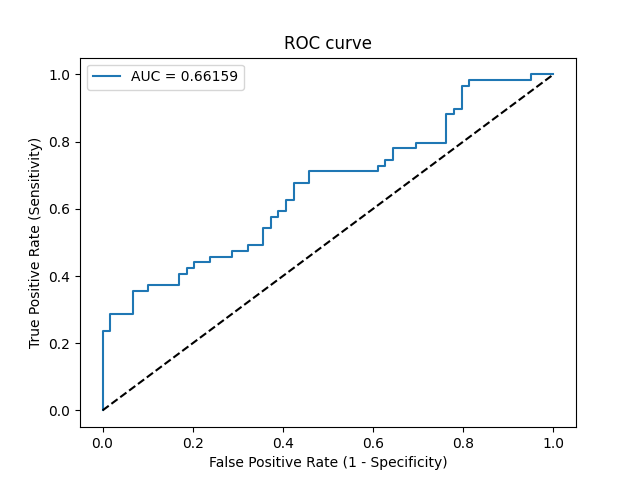 ROC curve
AUC = 0.66159
True Positive Rate (Sensitivity)
1.0
0.8
0.6
0.4
0.2
0.0
0.0 0.2 0.4 0.6 0.8 1.0
False Positive Rate (1 - Specificity)